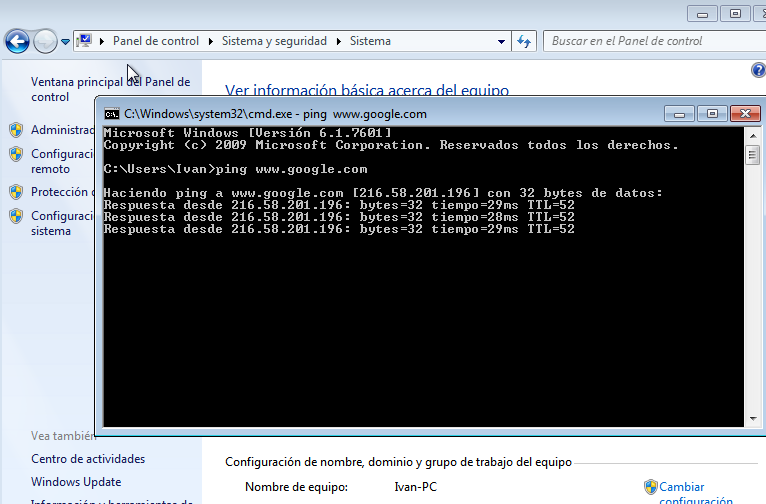 Panel de control
Sistema y seguridad
Sistema
Buscar en el Panel de control
Ventana principal del Panel de
control
Ver información básica acerca del equipo
Configuraci
remoto
Protección
Configuraci
sistema
C:\Windows\system32\cmd.exe - ping www.google.com
Microsoft Windows [Versión 6.1.7601]
Copyright (c) 2009 Microsoft Corporation. Reservados todos los derechos.
C:\Users\Ivan>ping www.google.com
Haciendo ping a www.google.com [216.58.201.196] con 32 bytes de datos:
Respuesta desde 216.58.201.196: bytes=32 tiempo=29ms TTL=52
Respuesta desde 216.58.201.196: bytes=32 tiempo=28ms TTL=52
Respuesta desde 216.58.201.196: bytes=32 tiempo=29ms TTL=52
Vea también
Centro de actividades
Windows Update
Información y herramientas de
Configuración de nombre, dominio y grupo de trabajo del equipo
Nombre de equipo: Ivan-PC
Cambiar
configuración